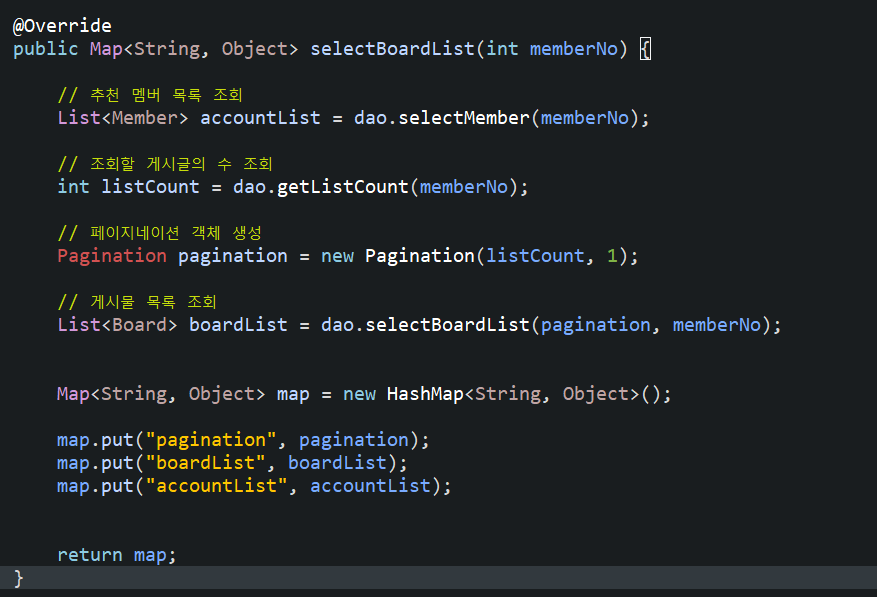 @Override
public Map<String, Object> selectBoardList(int memberNo) {
// 추천 멤버 목록 조회
List<Member> accountList = dao.selectMember(memberNo);
// 조회할 게시글의 수 조회
int listCount = dao.getListCount(memberNo);
// 페이지네이션 객체 생성
Pagination pagination = new Pagination(listCount, 1);
// 게시물 목록 조회
List<Board> boardList = dao.selectBoardList(pagination, memberNo);
Map<String, Object> map = new HashMap<String, Object>();
map.put("pagination", pagination);
map.put("boardList", boardList);
map.put("accountList", accountList);
return map;
}